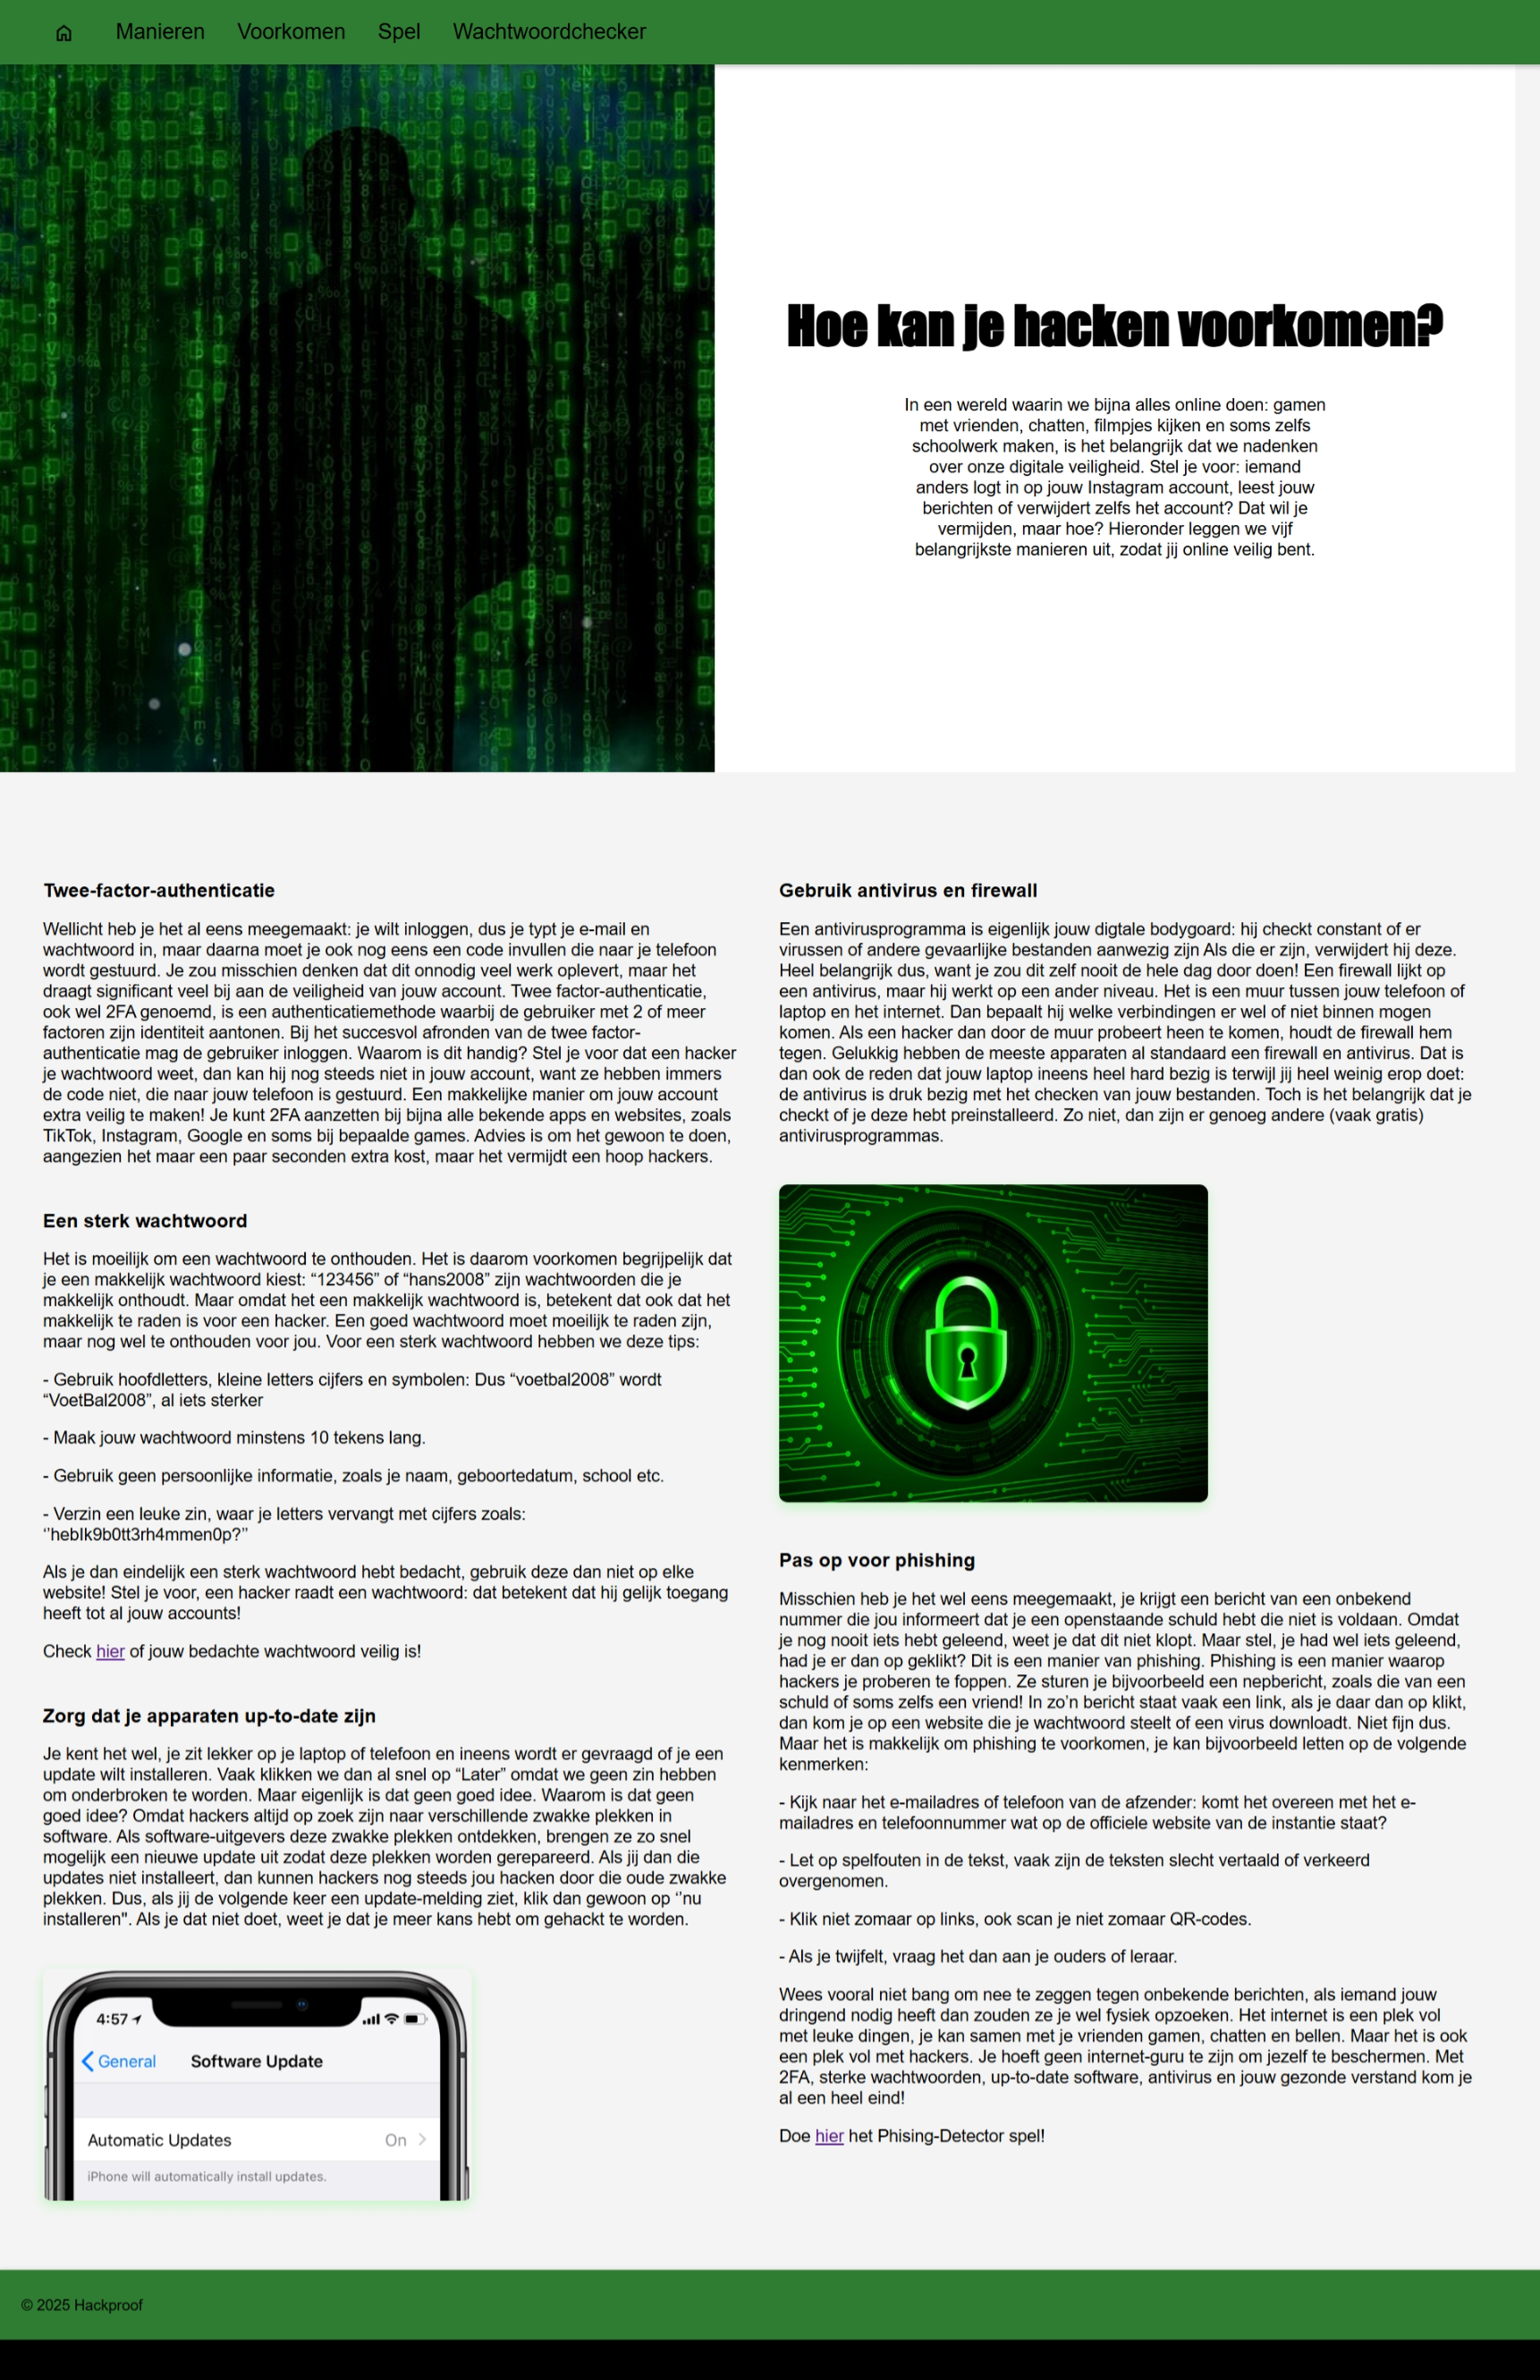 Manieren Voorkomen Spel Wachtwoordchecker
Hoe kan je hacken voorkomen?
In een wereld waarin we bijna alles online doen: gamen
met vrienden, chatten, filmpjes kijken en soms zelfs
schoolwerk maken, is het belangrijk dat we nadenken
over onze digitale veiligheid. Stel je voor: iemand
anders logt in op jouw Instagram account, leest jouw
berichten of verwijdert zelfs het account? Dat wil je
vermijden, maar hoe? Hieronder leggen we vijf
belangrijkste manieren uit, zodat jij online veilig bent.
Twee-factor-authenticatie
Wellicht heb je het al eens meegemaakt: je wilt inloggen, dus je typt je e-mail en
wachtwoord in, maar daarna moet je ook nog eens een code invullen die naar je telefoon
wordt gestuurd. Je zou misschien denken dat dit onnodig veel werk oplevert, maar het
draagt significant veel bij aan de veiligheid van jouw account. Twee factor-authenticatie,
ook wel 2FA genoemd, is een authenticatiemethode waarbij de gebruiker met 2 of meer
factoren zijn identiteit aantonen. Bij het succesvol afronden van de twee factor-
authenticatie mag de gebruiker inloggen. Waarom is dit handig? Stel je voor dat een hacker
je wachtwoord weet, dan kan hij nog steeds niet in jouw account, want ze hebben immers
de code niet, die naar jouw telefoon is gestuurd. Een makkelijke manier om jouw account
extra veilig te maken! Je kunt 2FA aanzetten bij bijna alle bekende apps en websites, zoals
TikTok, Instagram, Google en soms bij bepaalde games. Advies is om het gewoon te doen,
aangezien het maar een paar seconden extra kost, maar het vermijdt een hoop hackers.
Een sterk wachtwoord
Het is moeilijk om een wachtwoord te onthouden. Het is daarom voorkomen begrijpelijk dat
je een makkelijk wachtwoord kiest: “123456” of “hans2008” zijn wachtwoorden die je
makkelijk onthoudt. Maar omdat het een makkelijk wachtwoord is, betekent dat ook dat het
makkelijk te raden is voor een hacker. Een goed wachtwoord moet moeilijk te raden zijn,
maar nog wel te onthouden voor jou. Voor een sterk wachtwoord hebben we deze tips:
- Gebruik hoofdletters, kleine letters cijfers en symbolen: Dus “voetbal2008” wordt
“VoetBal2008”, al iets sterker
- Maak jouw wachtwoord minstens 10 tekens lang.
- Gebruik geen persoonlijke informatie, zoals je naam, geboortedatum, school etc.
- Verzin een leuke zin, waar je letters vervangt met cijfers zoals:
‘’hebIk9b0tt3rh4mmen0p?’’
Als je dan eindelijk een sterk wachtwoord hebt bedacht, gebruik deze dan niet op elke
website! Stel je voor, een hacker raadt een wachtwoord: dat betekent dat hij gelijk toegang
heeft tot al jouw accounts!
Check hier of jouw bedachte wachtwoord veilig is!
Zorg dat je apparaten up-to-date zijn
Je kent het wel, je zit lekker op je laptop of telefoon en ineens wordt er gevraagd of je een
update wilt installeren. Vaak klikken we dan al snel op “Later” omdat we geen zin hebben
om onderbroken te worden. Maar eigenlijk is dat geen goed idee. Waarom is dat geen
goed idee? Omdat hackers altijd op zoek zijn naar verschillende zwakke plekken in
software. Als software-uitgevers deze zwakke plekken ontdekken, brengen ze zo snel
mogelijk een nieuwe update uit zodat deze plekken worden gerepareerd. Als jij dan die
updates niet installeert, dan kunnen hackers nog steeds jou hacken door die oude zwakke
plekken. Dus, als jij de volgende keer een update-melding ziet, klik dan gewoon op ‘’nu
installeren". Als je dat niet doet, weet je dat je meer kans hebt om gehackt te worden.
4:57
General Software Update
Automatic Updates On
iPhone will automatically install updates.
Gebruik antivirus en firewall
Een antivirusprogramma is eigenlijk jouw digtale bodygoard: hij checkt constant of er
virussen of andere gevaarlijke bestanden aanwezig zijn Als die er zijn, verwijdert hij deze.
Heel belangrijk dus, want je zou dit zelf nooit de hele dag door doen! Een firewall lijkt op
een antivirus, maar hij werkt op een ander niveau. Het is een muur tussen jouw telefoon of
laptop en het internet. Dan bepaalt hij welke verbindingen er wel of niet binnen mogen
komen. Als een hacker dan door de muur probeert heen te komen, houdt de firewall hem
tegen. Gelukkig hebben de meeste apparaten al standaard een firewall en antivirus. Dat is
dan ook de reden dat jouw laptop ineens heel hard bezig is terwijl jij heel weinig erop doet:
de antivirus is druk bezig met het checken van jouw bestanden. Toch is het belangrijk dat je
checkt of je deze hebt preinstalleerd. Zo niet, dan zijn er genoeg andere (vaak gratis)
antivirusprogrammas.
Pas op voor phishing
Misschien heb je het wel eens meegemaakt, je krijgt een bericht van een onbekend
nummer die jou informeert dat je een openstaande schuld hebt die niet is voldaan. Omdat
je nog nooit iets hebt geleend, weet je dat dit niet klopt. Maar stel, je had wel iets geleend,
had je er dan op geklikt? Dit is een manier van phishing. Phishing is een manier waarop
hackers je proberen te foppen. Ze sturen je bijvoorbeeld een nepbericht, zoals die van een
schuld of soms zelfs een vriend! In zo’n bericht staat vaak een link, als je daar dan op klikt,
dan kom je op een website die je wachtwoord steelt of een virus downloadt. Niet fijn dus.
Maar het is makkelijk om phishing te voorkomen, je kan bijvoorbeeld letten op de volgende
kenmerken:
- Kijk naar het e-mailadres of telefoon van de afzender: komt het overeen met het e-
mailadres en telefoonnummer wat op de officiele website van de instantie staat?
- Let op spelfouten in de tekst, vaak zijn de teksten slecht vertaald of verkeerd
overgenomen.
- Klik niet zomaar op links, ook scan je niet zomaar QR-codes.
- Als je twijfelt, vraag het dan aan je ouders of leraar.
Wees vooral niet bang om nee te zeggen tegen onbekende berichten, als iemand jouw
dringend nodig heeft dan zouden ze je wel fysiek opzoeken. Het internet is een plek vol
met leuke dingen, je kan samen met je vrienden gamen, chatten en bellen. Maar het is ook
een plek vol met hackers. Je hoeft geen internet-guru te zijn om jezelf te beschermen. Met
2FA, sterke wachtwoorden, up-to-date software, antivirus en jouw gezonde verstand kom je
al een heel eind!
Doe hier het Phising-Detector spel!
© 2025 Hackproof